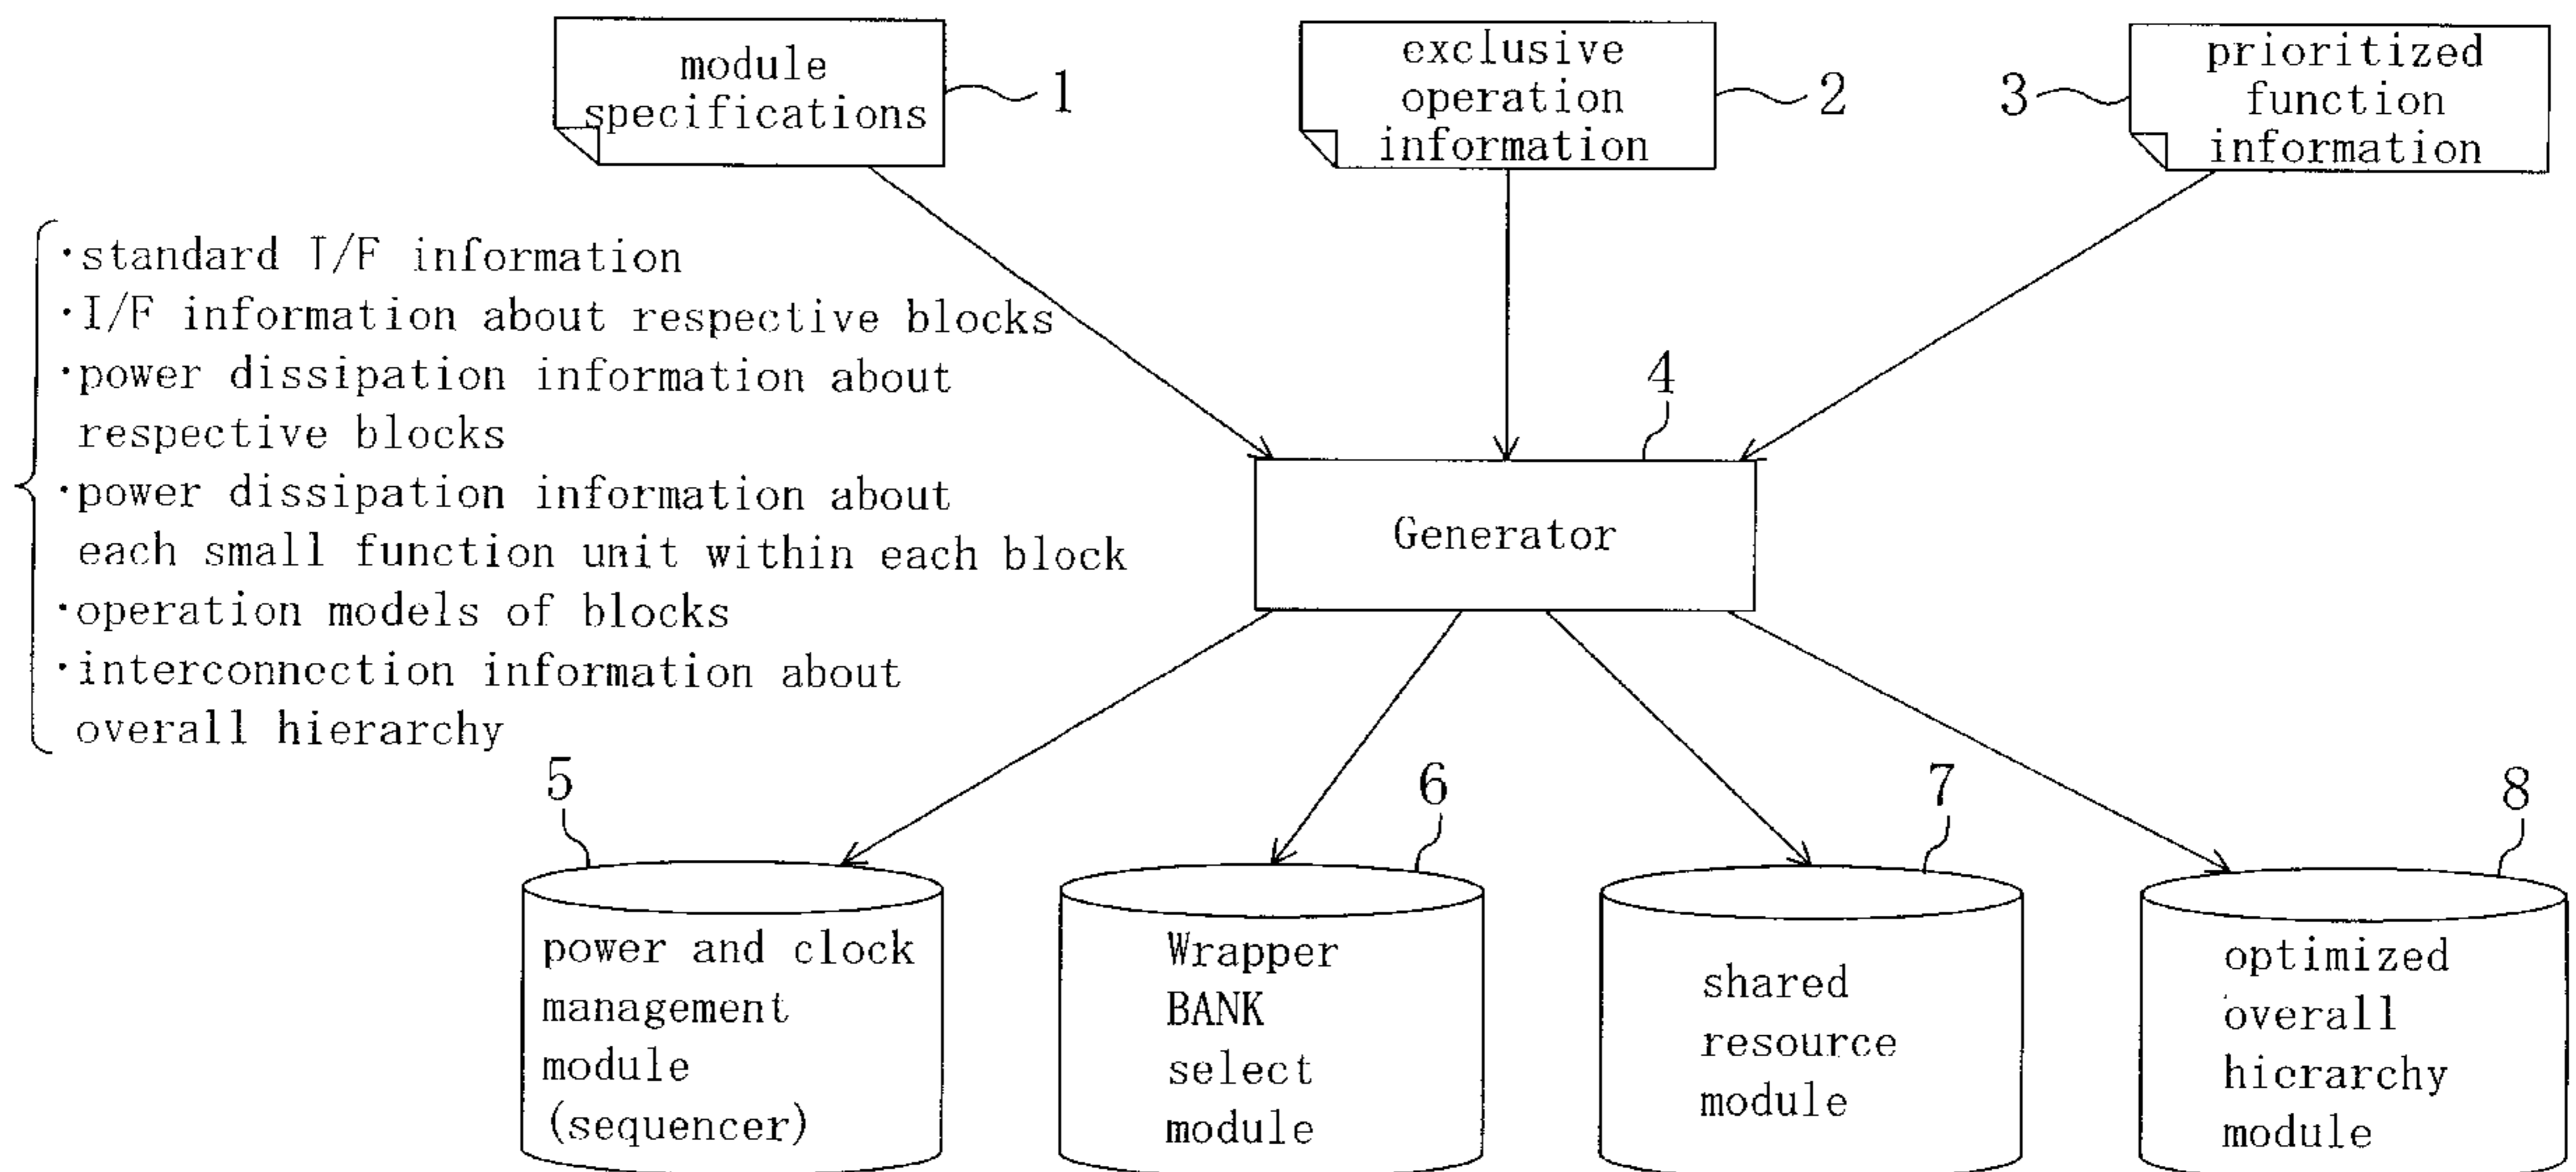 module
specifications
1
exclusive
operation
information
2
3
prioritized
function
information
·standard I/F information
·I/F information about respective blocks
·power dissipation information about
respective blocks
·power dissipation information about
each small function unit within each block
·operation models of blocks
·interconnection information about
overall hierarchy
4
Generator
5
power and clock
management
module
(sequencer)
6
Wrapper
BANK
select
module
7
shared
resource
module
8
optimized
overall
hierarchy
module